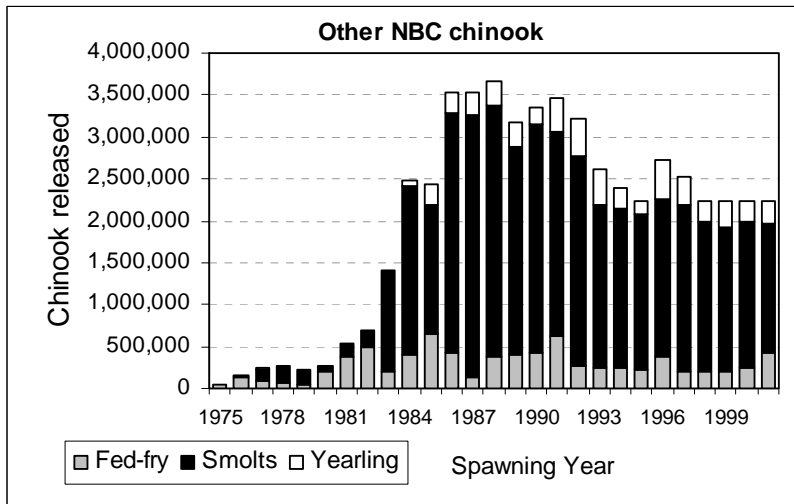 Other NBC chinook
Chinook released
4,000,000
3,500,000
3,000,000
2,500,000
2,000,000
1,500,000
1,000,000
500,000
0
1975 1978 1981 1984 1987 1990 1993 1996 1999
Fed-fry Smolts Yearling
Spawning Year